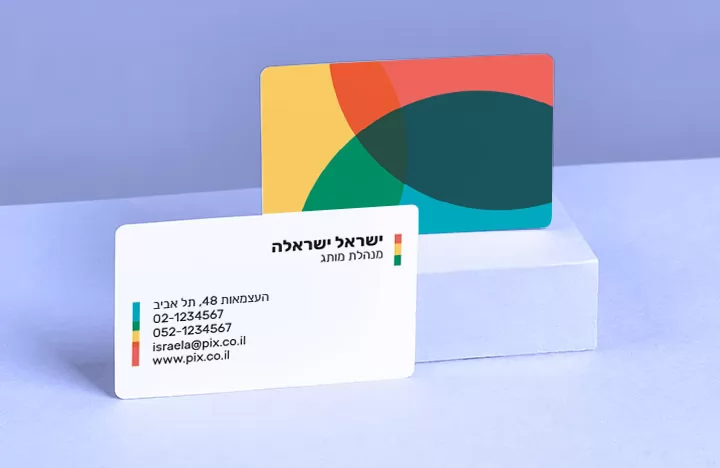 ישראל ישראלה
מנהלת מותג
העצמאות 48, תל אביב
02-1234567
052-1234567
israela@pix.co.il
www.pix.co.il